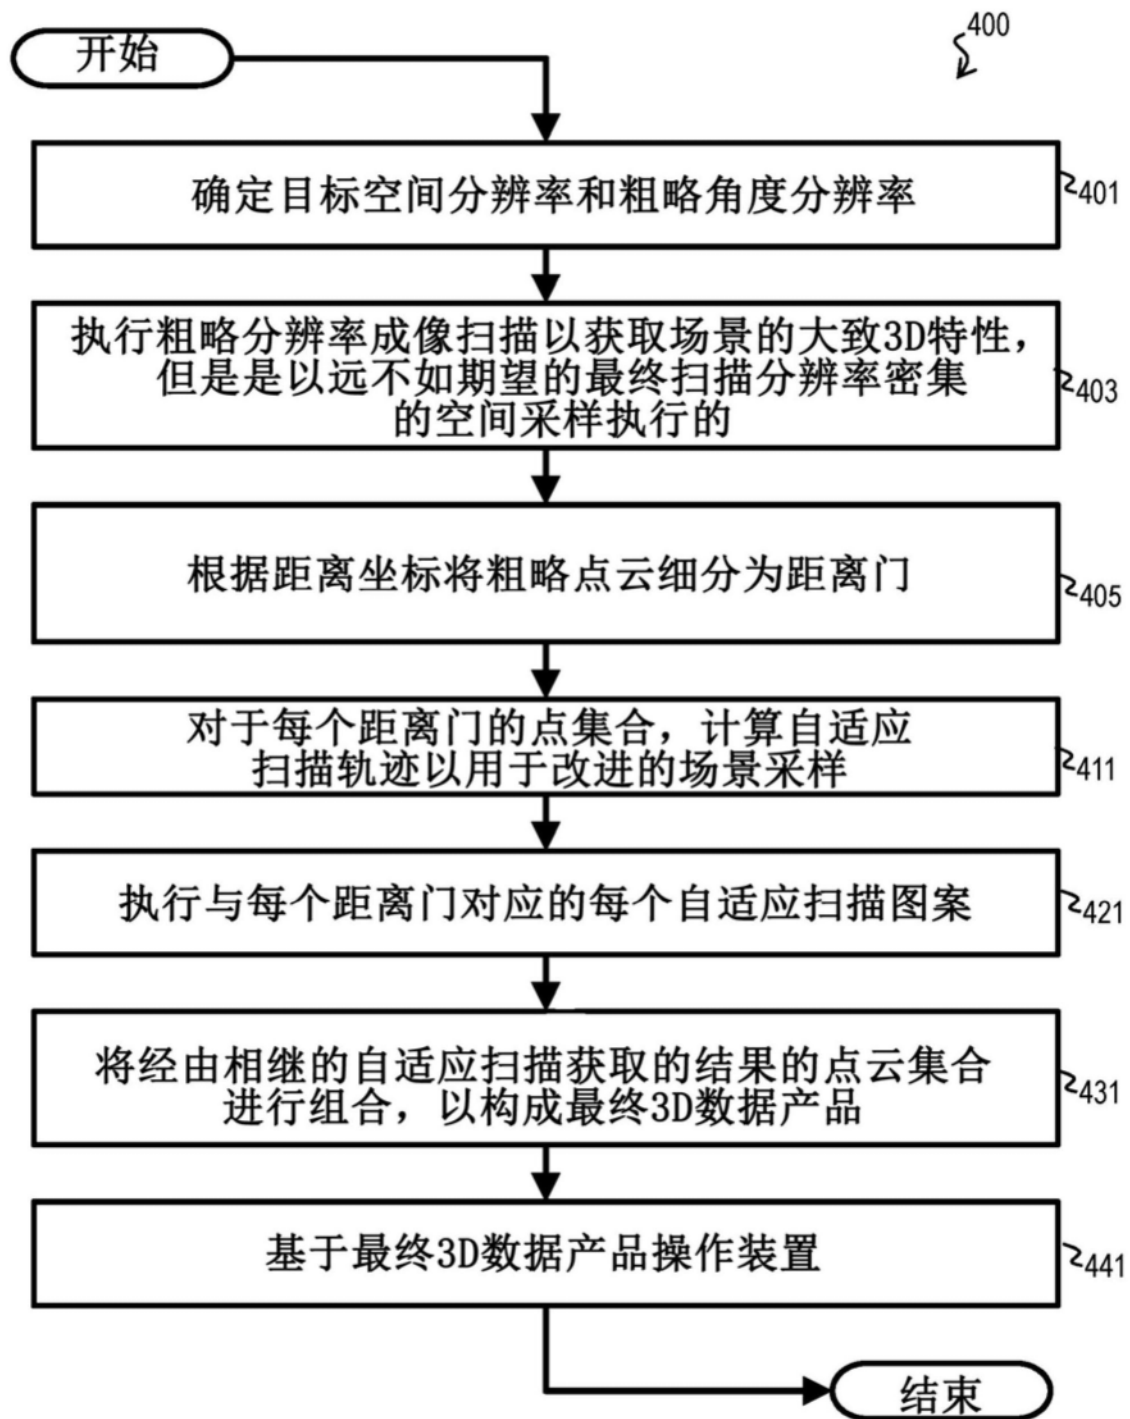 开始
400
确定目标空间分辨率和粗略角度分辨率
401
执行粗略分辨率成像扫描以获取场景的大致3D特性，
但是是以远不如期望的最终扫描分辨率密集
的空间采样执行的
403
根据距离坐标将粗略点云细分为距离门
405
对于每个距离门的点集合，计算自适应
扫描轨迹以用于改进的场景采样
411
执行与每个距离门对应的每个自适应扫描图案
421
将经由相继的自适应扫描获取的结果的点云集合
进行组合，以构成最终3D数据产品
431
基于最终3D数据产品操作装置
441
结束